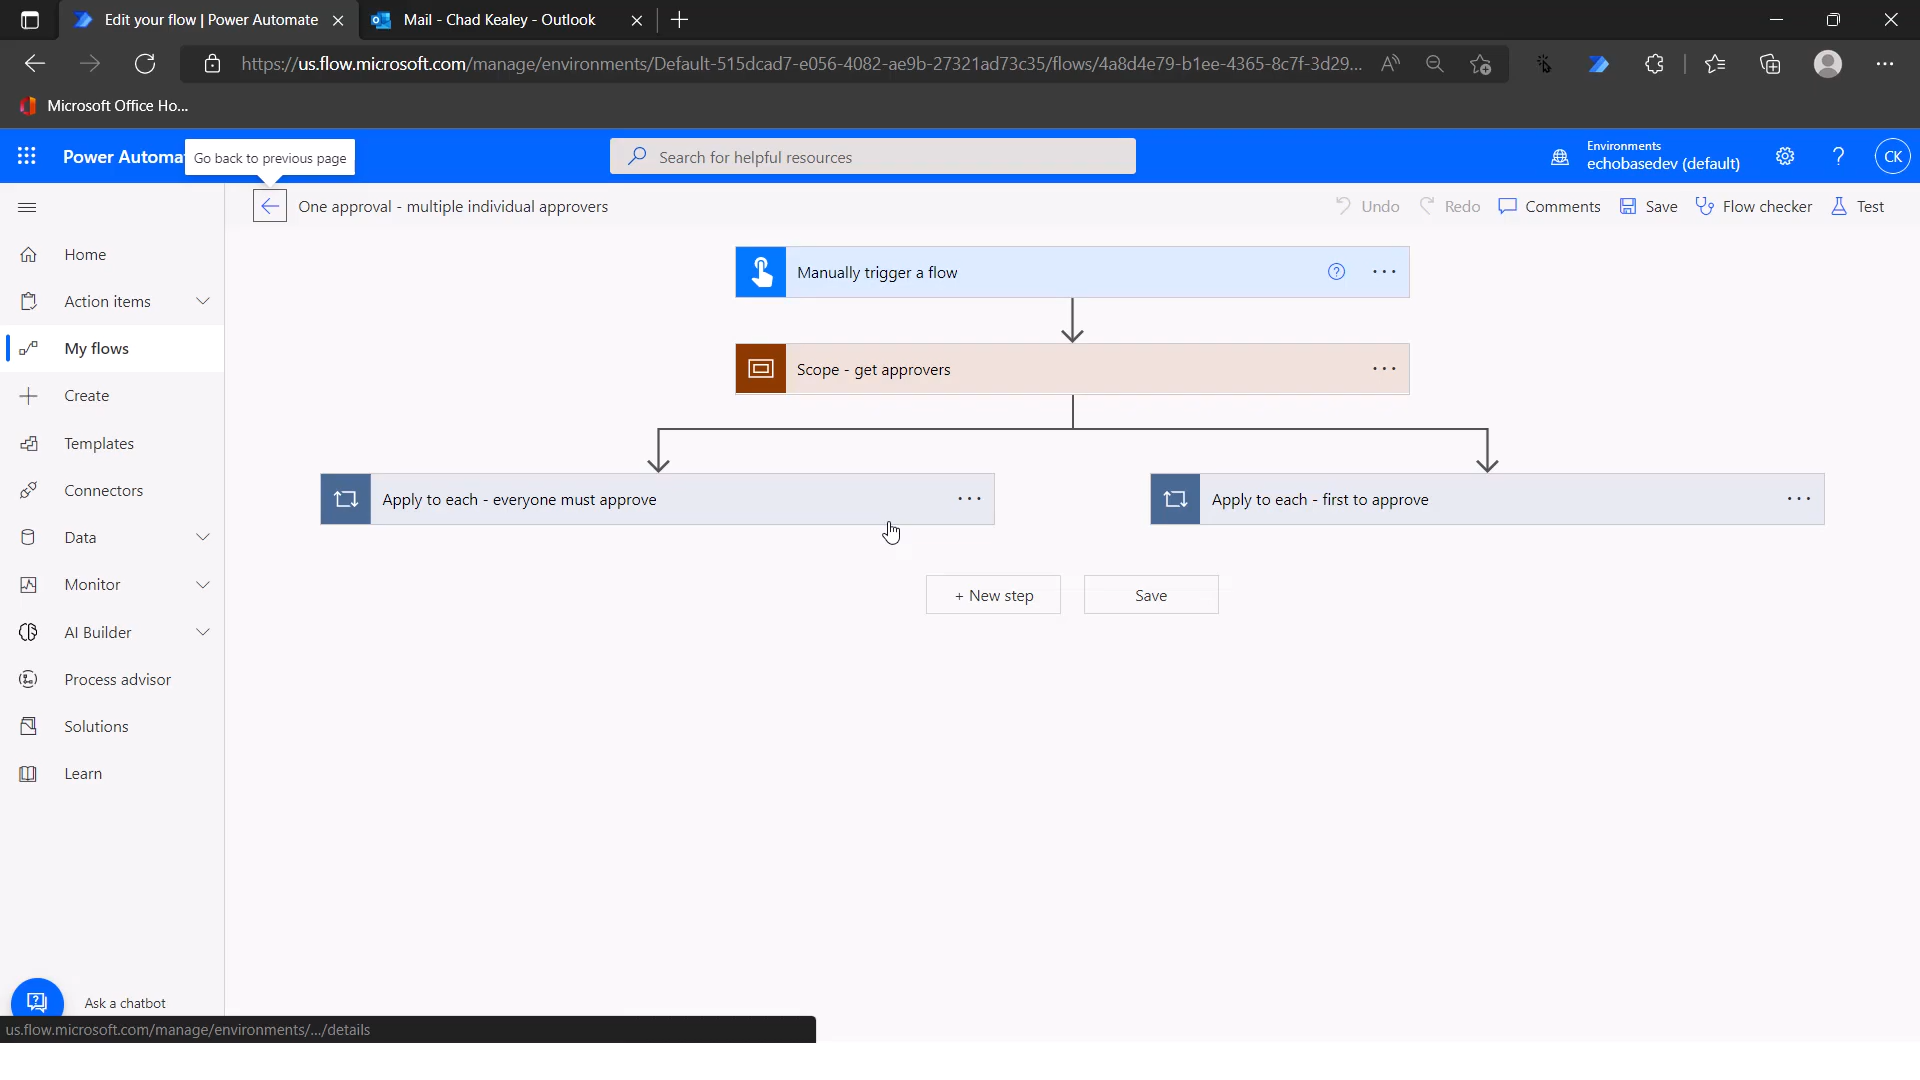 Edit your flow | Power Automate
Mail - Chad Kealey - Outlook
https://us.flow.microsoft.com/manage/environments/Default-515dcad7-e056-4082-ae9b-27321ad73c35/flows/4a8d4e79-b1ee-4365-8c7f-3d29...
Microsoft Office Ho...
Power Automa
Go back to previous page
Search for helpful resources
Environments
echobasedev (default)
CK
One approval - multiple individual approvers
Undo
Redo
Comments
Save
Flow checker
Test
Home
Action items
My flows
Create
Templates
Connectors
Data
Monitor
AI Builder
Process advisor
Solutions
Learn
Ask a chatbot
Manually trigger a flow
Scope - get approvers
Apply to each - everyone must approve
Apply to each - first to approve
+ New step
Save
us.flow.microsoft.com/manage/environments/.../details